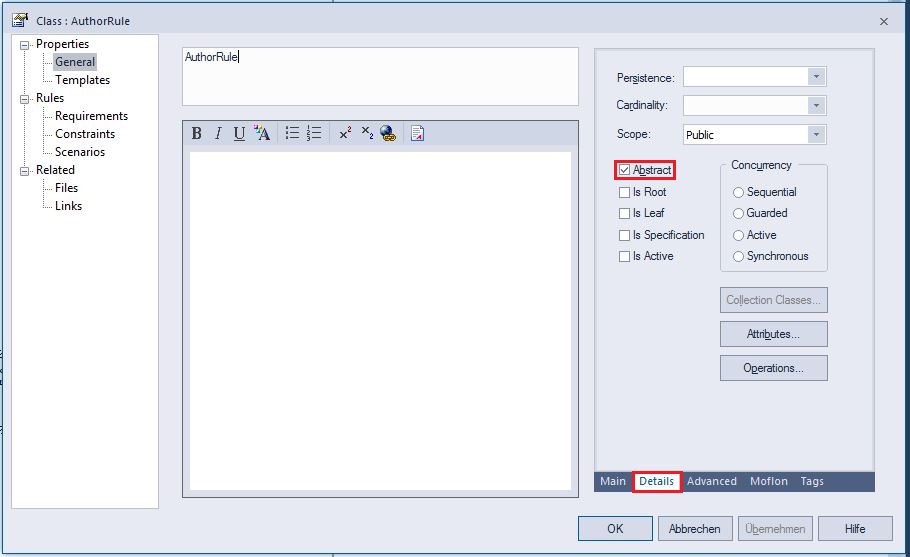 Class : AuthorRule
Properties
General
Templates
Rules
Requirements
Constraints
Scenarios
Related
Files
Links
AuthorRule
B I U A x² x₂
Persistence:
Cardinality:
Scope: Public
Abstract
Is Root
Is Leaf
Is Specification
Is Active
Concurrency
Sequential
Guarded
Active
Synchronous
Collection Classes...
Attributes...
Operations...
Main Details Advanced Moflon Tags
OK Abbrechen Übernehmen Hilfe